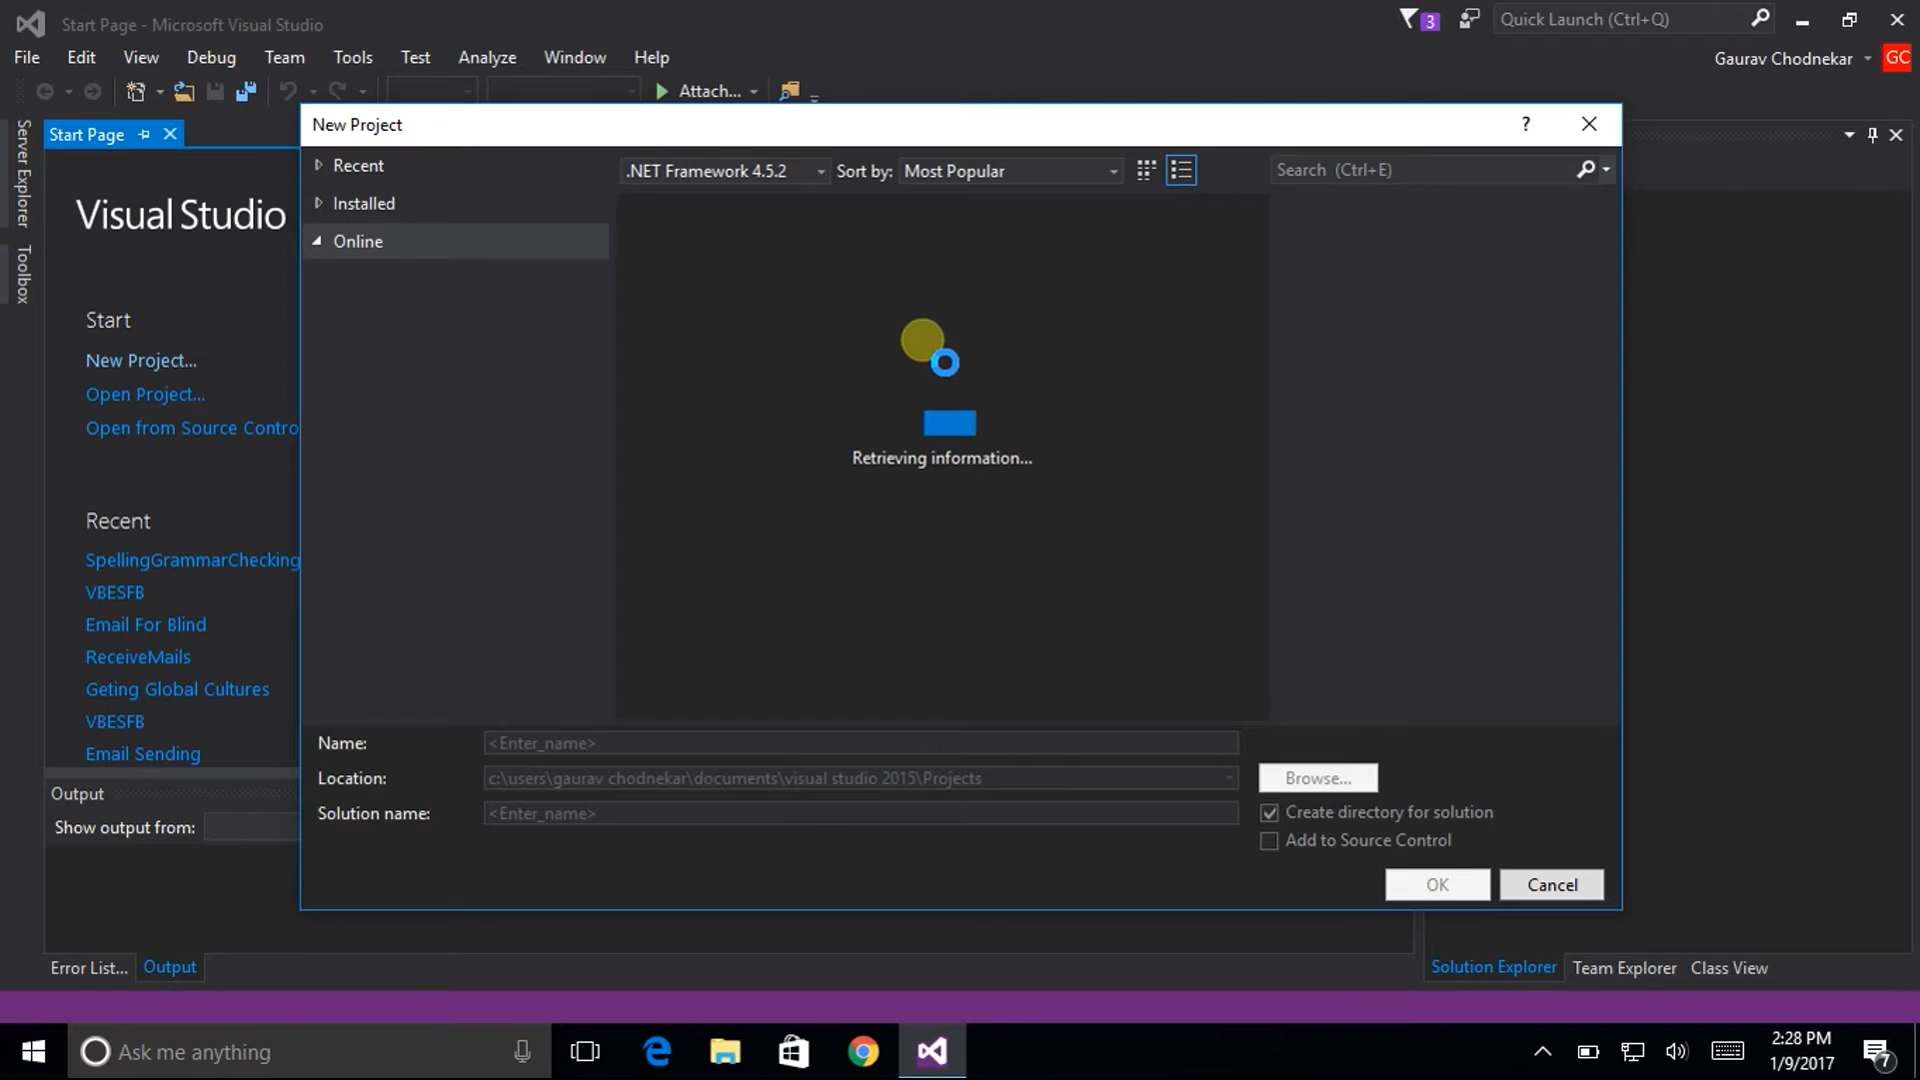 Start Page - Microsoft Visual Studio
3
Quick Launch (Ctrl+Q)
File Edit View Debug Team Tools Test Analyze Window Help
Gaurav Chodnekar
GC
Attach...
Server Explorer
Toolbox
Start Page
Visual Studio
Start
New Project...
Open Project...
Open from Source Contro
Recent
SpellingGrammarChecking
VBESFB
Email For Blind
ReceiveMails
Geting Global Cultures
VBESFB
Email Sending
Output
Show output from:
New Project
?
Recent
Installed
Online
.NET Framework 4.5.2
Sort by: Most Popular
Search (Ctrl+E)
Retrieving information...
Name: <Enter_name>
Location: c:\users\gaurav chodnekar\documents\visual studio 2015\Projects
Browse...
Solution name: <Enter_name>
Create directory for solution
Add to Source Control
OK
Cancel
Error List...
Output
Solution Explorer
Team Explorer
Class View
Ask me anything
2:28 PM
1/9/2017
7